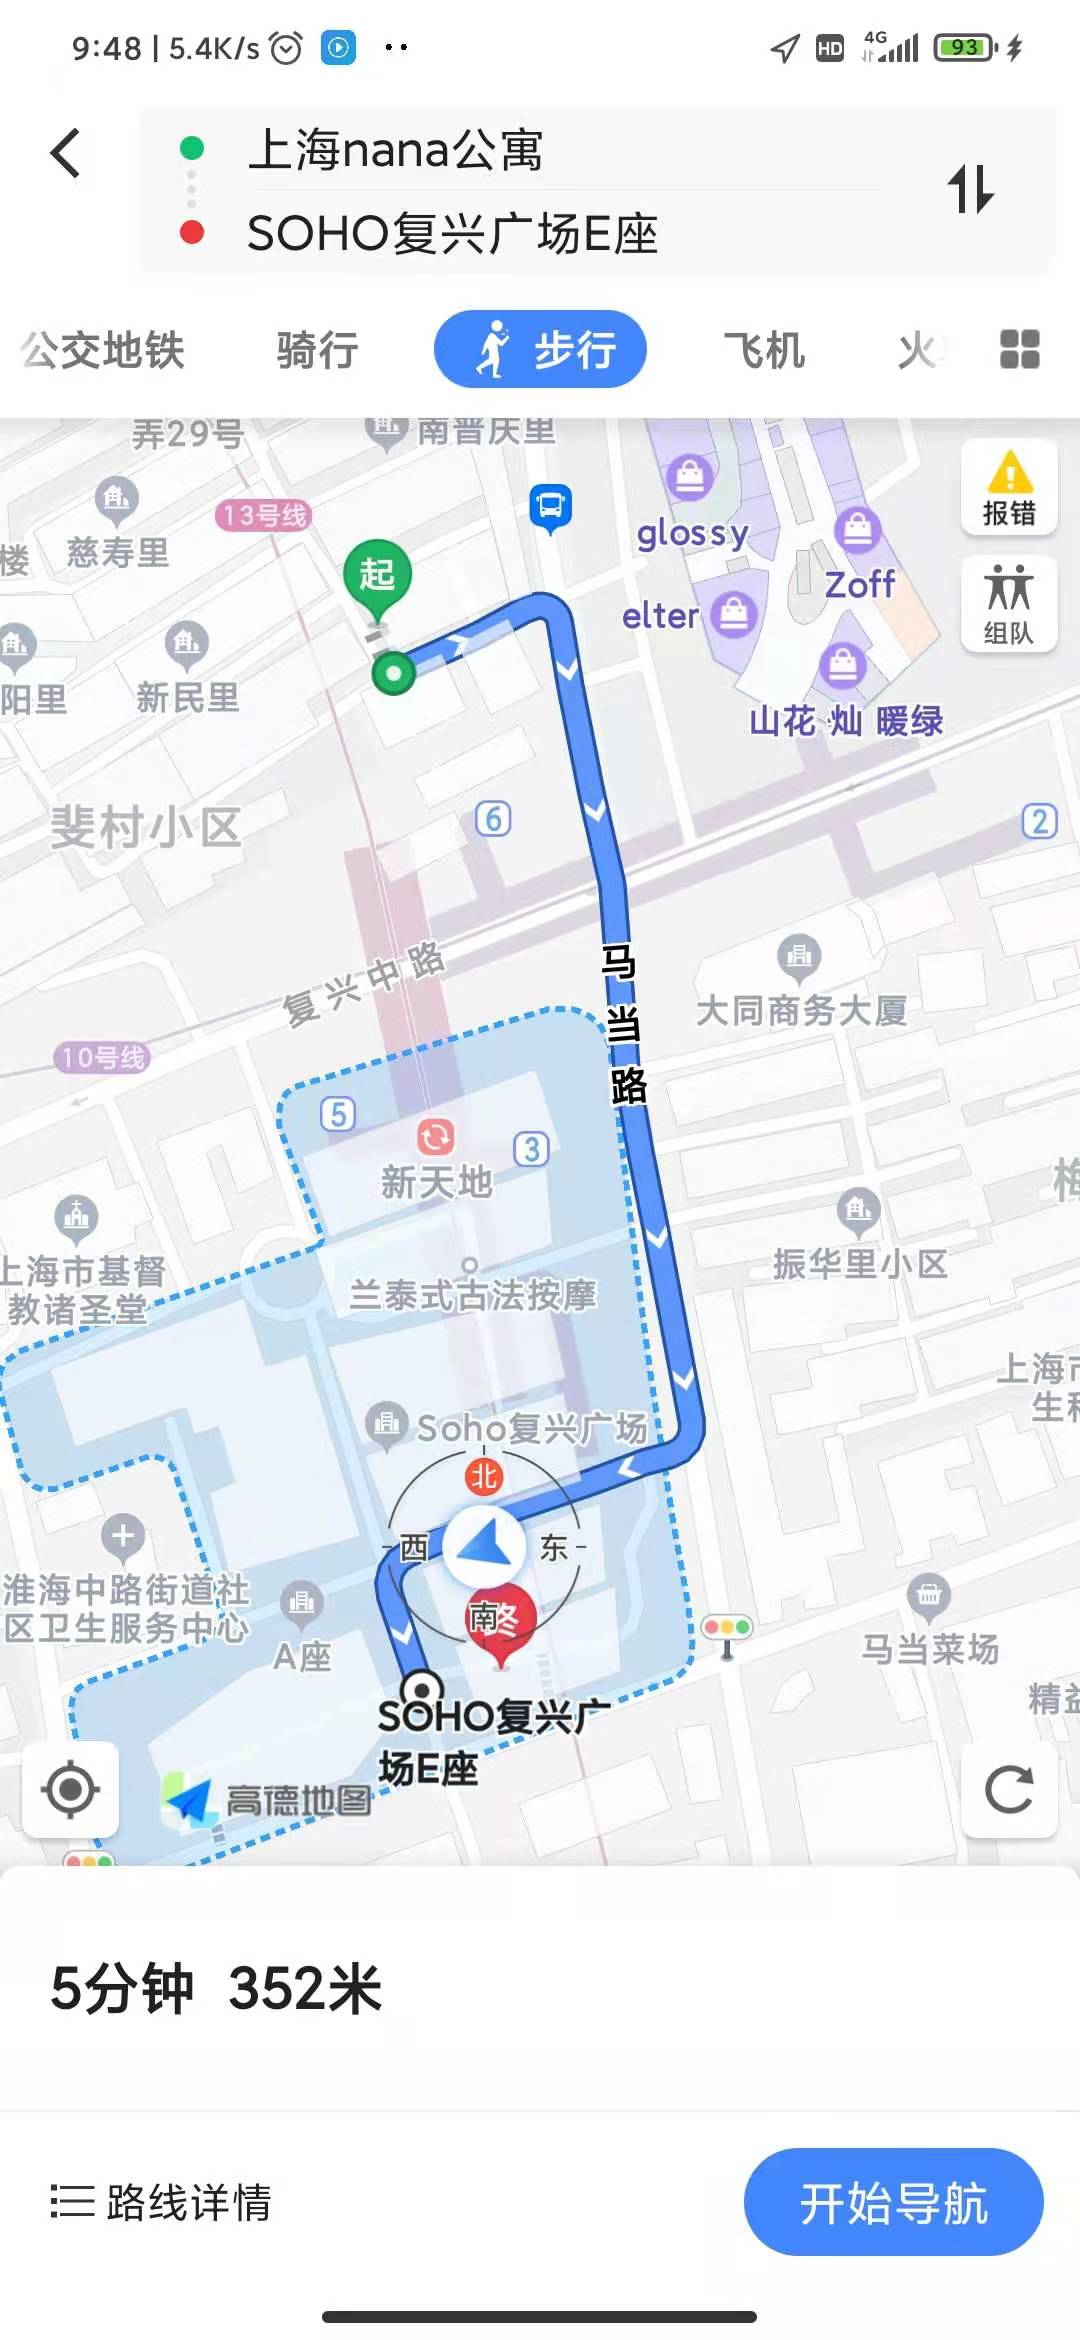 9:48 | 5.4K/s
HD 4G 93
上海nana公寓
SOHO复兴广场E座
公交地铁 骑行 步行 飞机 火
弄29号
南普庆里
报错
13号线
glossy
慈寿里
楼
起
Zoff
elter
组队
阳里
新民里
山花 灿 暖绿
斐村小区
6
2
复兴中路
马当路
大同商务大厦
10号线
5
3
新天地
上海市基督
教诸圣堂
兰泰式古法按摩
振华里小区
梅
上海市
生科
Soho复兴广场
北
西
东
南
终
淮海中路街道社
区卫生服务中心
A座
马当菜场
精益
SOHO复兴广
场E座
高德地图
5分钟 352米
路线详情
开始导航